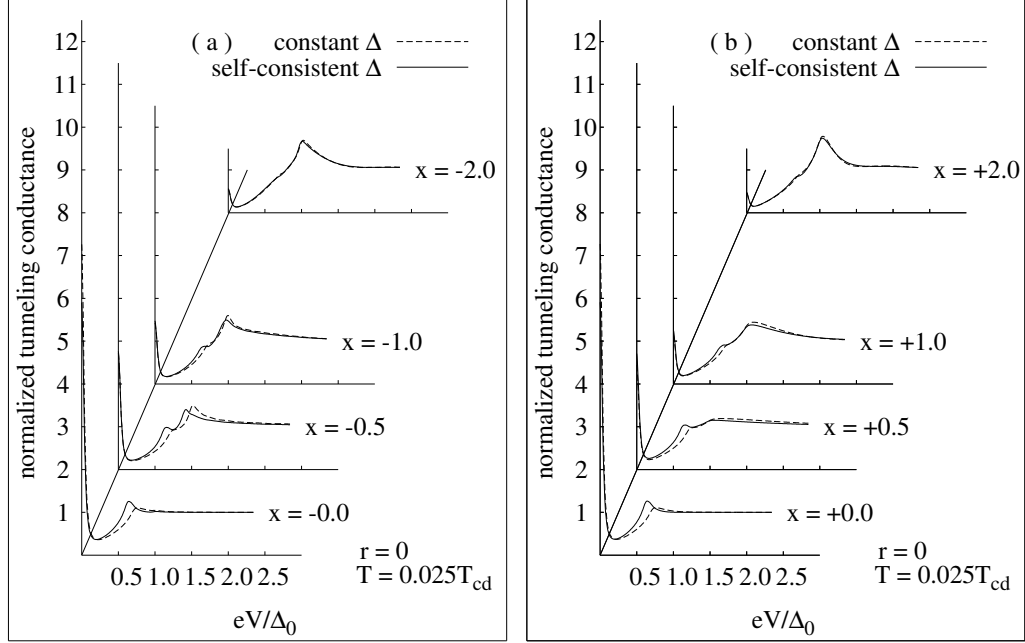 ( a )
constant Δ
self-consistent Δ
normalized tunneling conductance
12
11
10
9
8
7
6
5
4
3
2
1
x = -2.0
x = -1.0
x = -0.5
x = -0.0
r = 0
T = 0.025T_cd
0.5 1.0 1.5 2.0 2.5
eV/Δ_0
( b )
constant Δ
self-consistent Δ
normalized tunneling conductance
12
11
10
9
8
7
6
5
4
3
2
1
x = +2.0
x = +1.0
x = +0.5
x = +0.0
r = 0
T = 0.025T_cd
0.5 1.0 1.5 2.0 2.5
eV/Δ_0